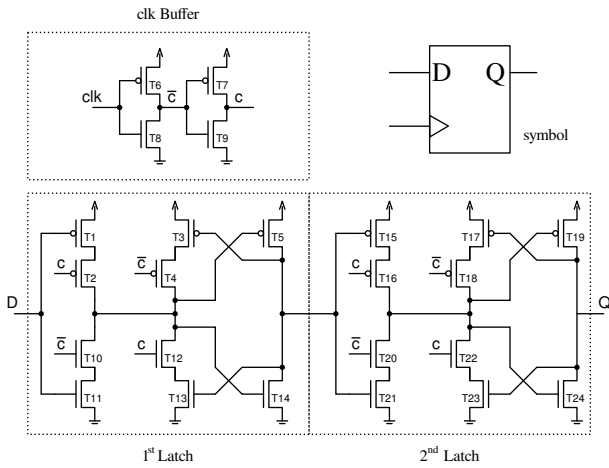 clk Buffer
T6
T7
clk
c̅
c
T8
T9
D
Q
symbol
T1
T3
T5
T15
T17
T19
c
T2
c̅
T4
c
T16
c̅
T18
D
Q
c̅
T10
c
T12
c̅
T20
c
T22
T11
T13
T14
T21
T23
T24
1st Latch
2nd Latch